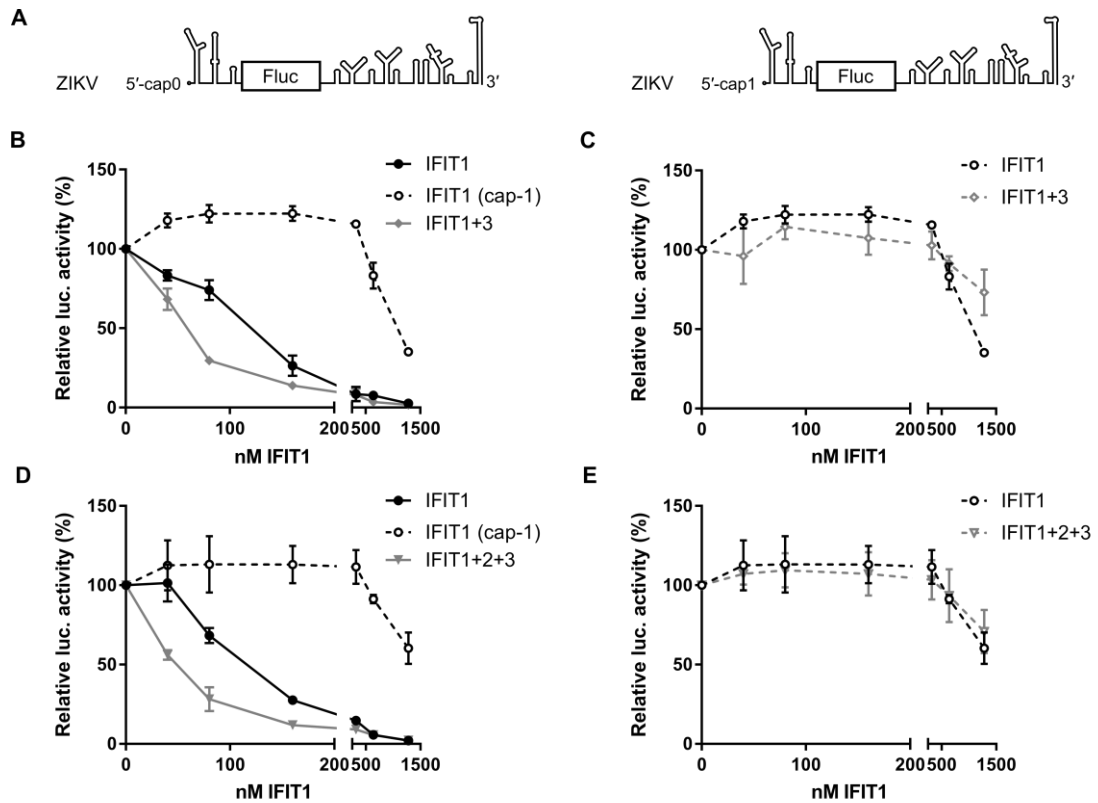 A
ZIKV 5′-cap0 Fluc 3′
ZIKV 5′-cap1 Fluc 3′
B
Relative luc. activity (%)
150
100
50
0
IFIT1
IFIT1 (cap-1)
IFIT1+3
0 100 200 500 1500
nM IFIT1
C
Relative luc. activity (%)
150
100
50
0
IFIT1
IFIT1+3
0 100 200 500 1500
nM IFIT1
D
Relative luc. activity (%)
150
100
50
0
IFIT1
IFIT1 (cap-1)
IFIT1+2+3
0 100 200 500 1500
nM IFIT1
E
Relative luc. activity (%)
150
100
50
0
IFIT1
IFIT1+2+3
0 100 200 500 1500
nM IFIT1